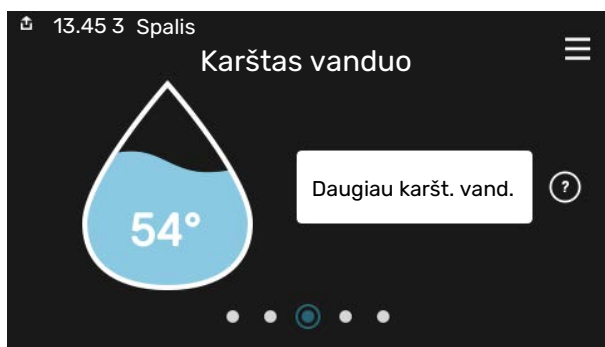 13.45 3 Spalis
Karštas vanduo
54°
Daugiau karšt. vand.
?